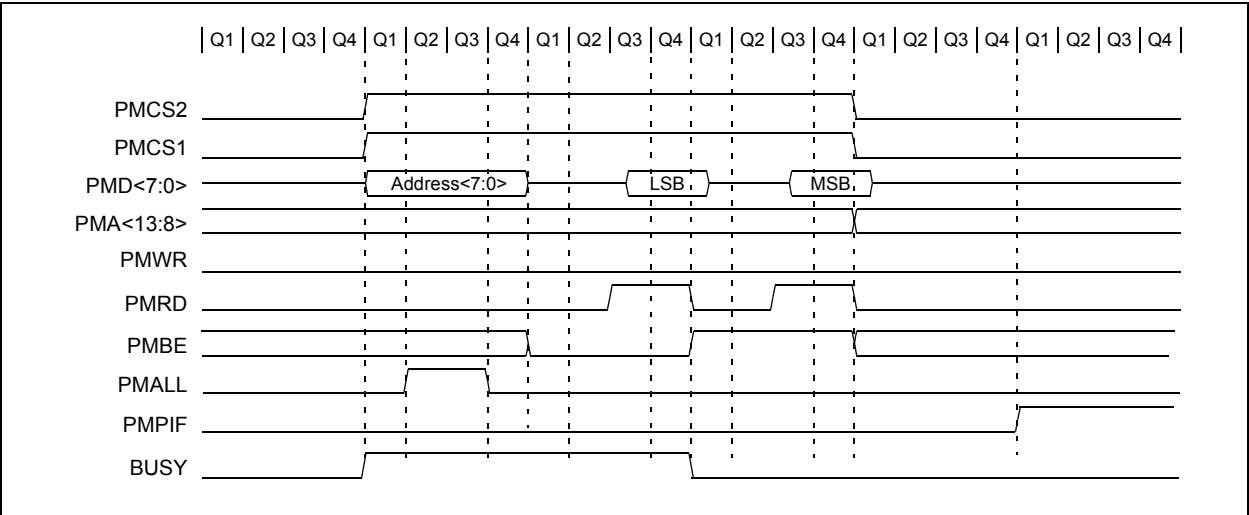 Q1 Q2 Q3 Q4 Q1 Q2 Q3 Q4 Q1 Q2 Q3 Q4 Q1 Q2 Q3 Q4 Q1 Q2 Q3 Q4 Q1 Q2 Q3 Q4
PMCS2
PMCS1
PMD<7:0> Address<7:0> LSB MSB
PMA<13:8>
PMWR
PMRD
PMBE
PMALL
PMPIF
BUSY